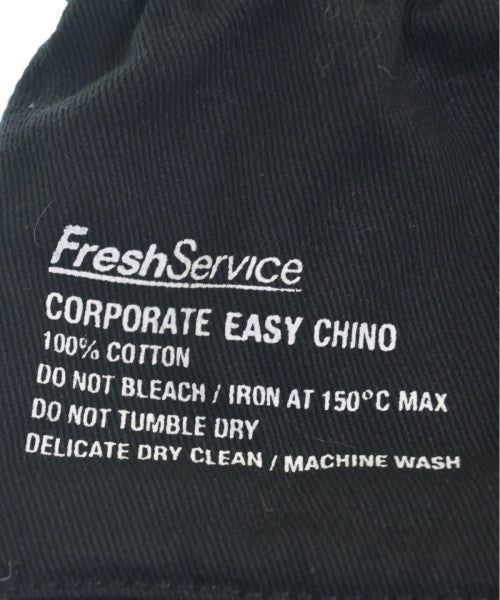 FreshService
CORPORATE EASY CHINO
100% COTTON
DO NOT BLEACH / IRON AT 150°C MAX
DO NOT TUMBLE DRY
DELICATE DRY CLEAN / MACHINE WASH